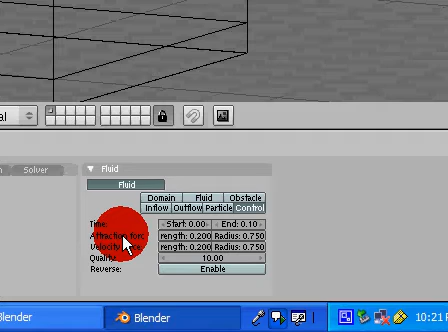 al
n Solver
Fluid
Fluid
Domain Fluid Obstacle
Inflow Outflow Particle Control
Time: Start: 0.00 End: 0.10
Attraction for: rength: 0.200 Radius: 0.750
Velocity rength: 0.200 Radius: 0.750
Quality: 10.00
Reverse: Enable
Blender Blender 10:21